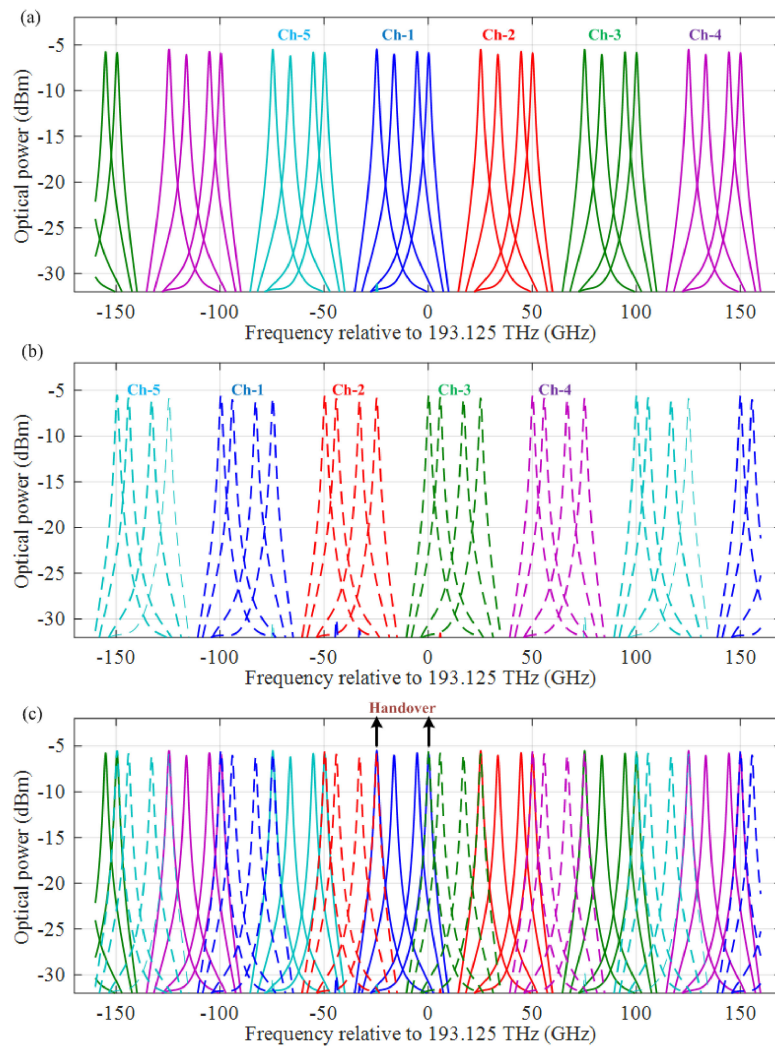 (a)
Ch-5 Ch-1 Ch-2 Ch-3 Ch-4
-5
-10
-15
-20
-25
-30
Optical power (dBm)
-150 -100 -50 0 50 100 150
Frequency relative to 193.125 THz (GHz)
(b)
Ch-5 Ch-1 Ch-2 Ch-3 Ch-4
-5
-10
-15
-20
-25
-30
Optical power (dBm)
-150 -100 -50 0 50 100 150
Frequency relative to 193.125 THz (GHz)
(c)
Handover
-5
-10
-15
-20
-25
-30
Optical power (dBm)
-150 -100 -50 0 50 100 150
Frequency relative to 193.125 THz (GHz)